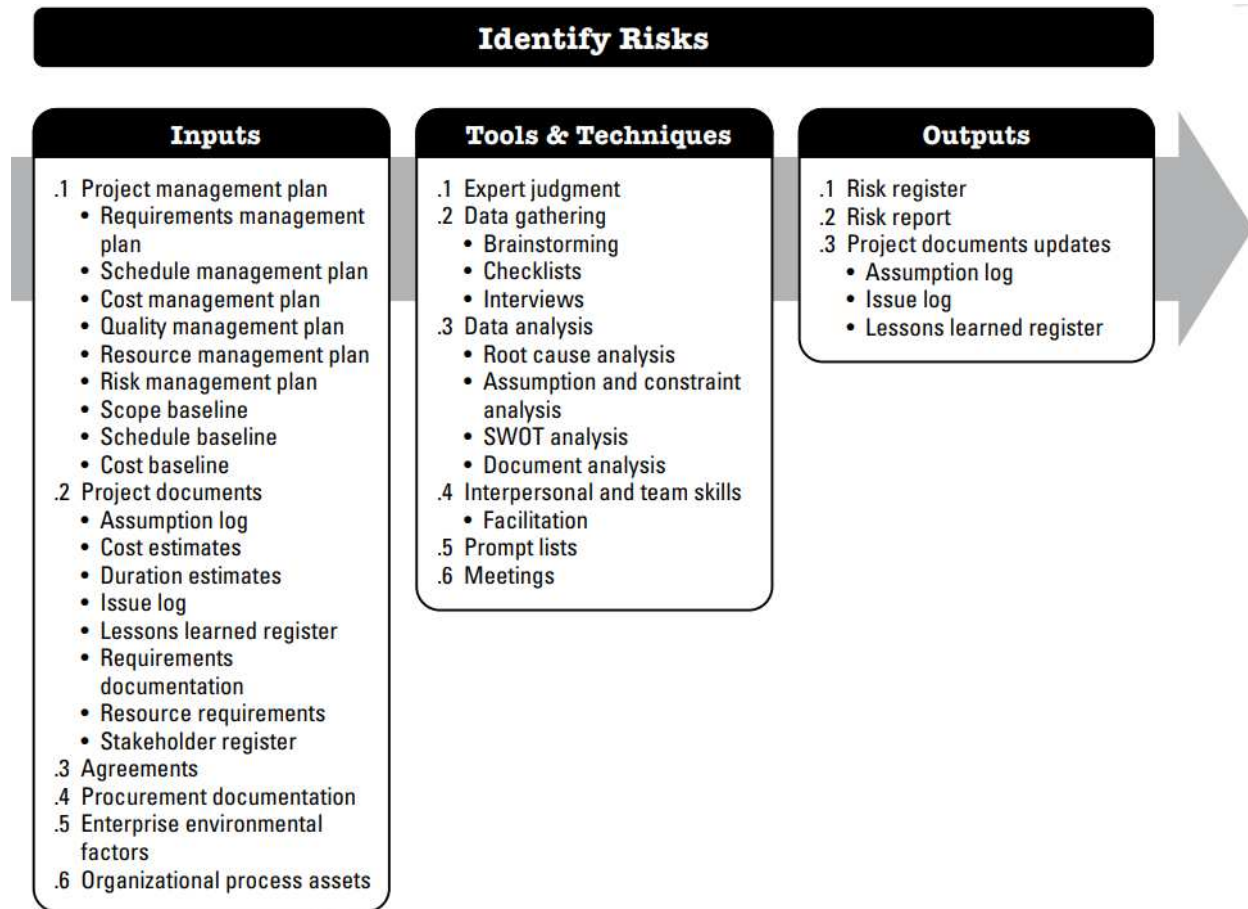 Identify Risks
Inputs
.1 Project management plan
• Requirements management
plan
• Schedule management plan
• Cost management plan
• Quality management plan
• Resource management plan
• Risk management plan
• Scope baseline
• Schedule baseline
• Cost baseline
.2 Project documents
• Assumption log
• Cost estimates
• Duration estimates
• Issue log
• Lessons learned register
• Requirements
documentation
• Resource requirements
• Stakeholder register
.3 Agreements
.4 Procurement documentation
.5 Enterprise environmental
factors
.6 Organizational process assets
Tools & Techniques
.1 Expert judgment
.2 Data gathering
• Brainstorming
• Checklists
• Interviews
.3 Data analysis
• Root cause analysis
• Assumption and constraint
analysis
• SWOT analysis
• Document analysis
.4 Interpersonal and team skills
• Facilitation
.5 Prompt lists
.6 Meetings
Outputs
.1 Risk register
.2 Risk report
.3 Project documents updates
• Assumption log
• Issue log
• Lessons learned register